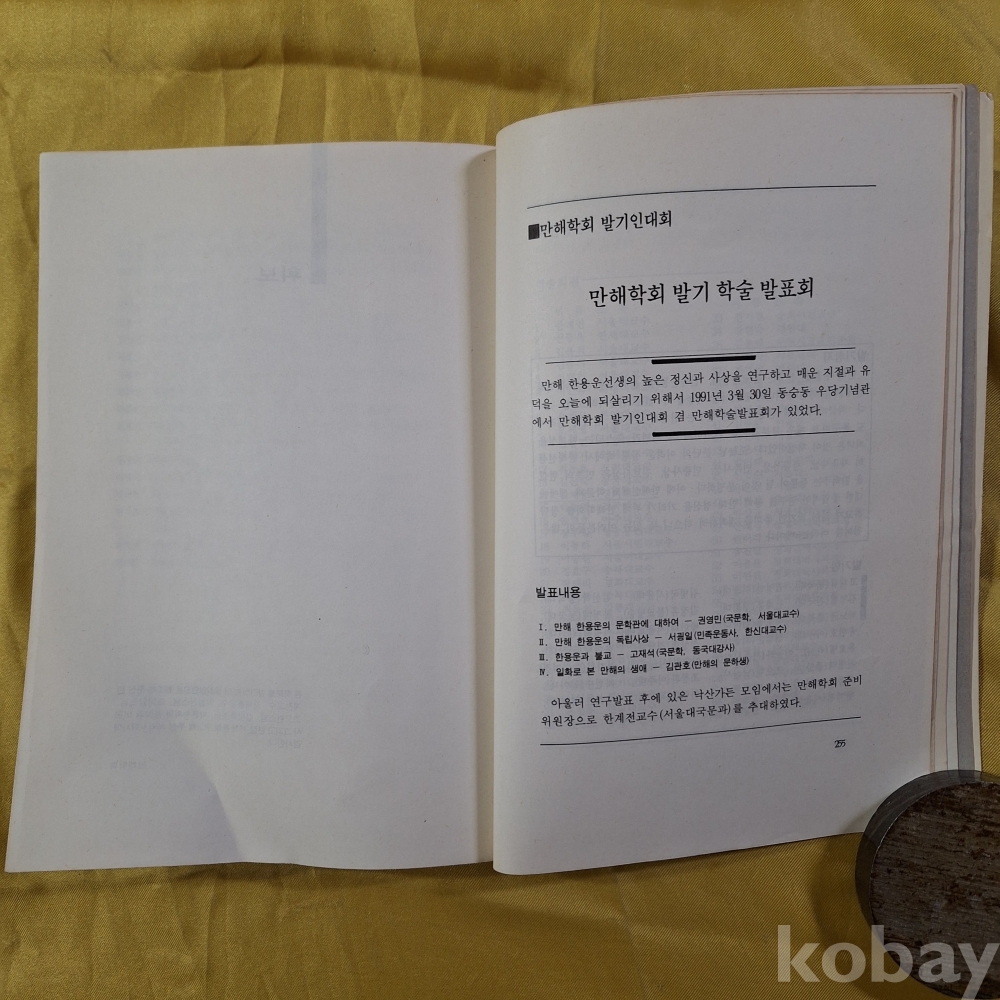 ■만해학회 발기인대회
만해학회 발기 학술 발표회
만해 한용운선생의 높은 정신과 사상을 연구하고 매운 지절과 유
덕을 오늘에 되살리기 위해서 1991년 3월 30일 동숭동 우당기념관
에서 만해학회 발기인대회 겸 만해학술발표회가 있었다.
발표내용
Ⅰ. 만해 한용운의 문학관에 대하여 - 권영민(국문학, 서울대교수)
Ⅱ. 만해 한용운의 독립사상 - 서굉일(민족운동사, 한신대교수)
Ⅲ. 한용운과 불교 - 고재석(국문학, 동국대강사)
Ⅳ. 일화로 본 만해의 생애 - 김관호(만해의 문하생)
아울러 연구발표 후에 있은 낙산가든 모임에서는 만해학회 준비
위원장으로 한계전교수(서울대국문과)를 추대하였다.
255
kobay